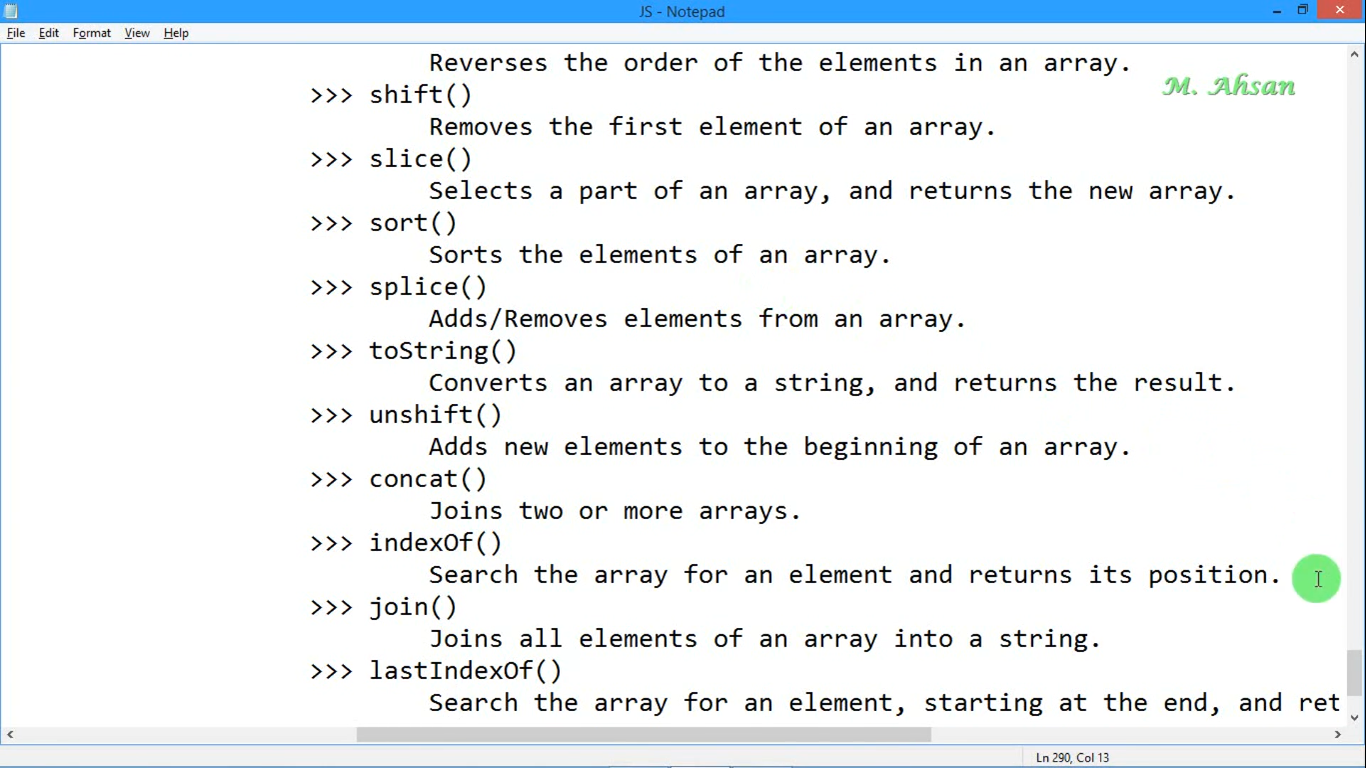 JS - Notepad
File Edit Format View Help
Reverses the order of the elements in an array.
M. Ahsan
>>> shift()
Removes the first element of an array.
>>> slice()
Selects a part of an array, and returns the new array.
>>> sort()
Sorts the elements of an array.
>>> splice()
Adds/Removes elements from an array.
>>> toString()
Converts an array to a string, and returns the result.
>>> unshift()
Adds new elements to the beginning of an array.
>>> concat()
Joins two or more arrays.
>>> indexOf()
Search the array for an element and returns its position.
>>> join()
Joins all elements of an array into a string.
>>> lastIndexOf()
Search the array for an element, starting at the end, and ret
Ln 290, Col 13